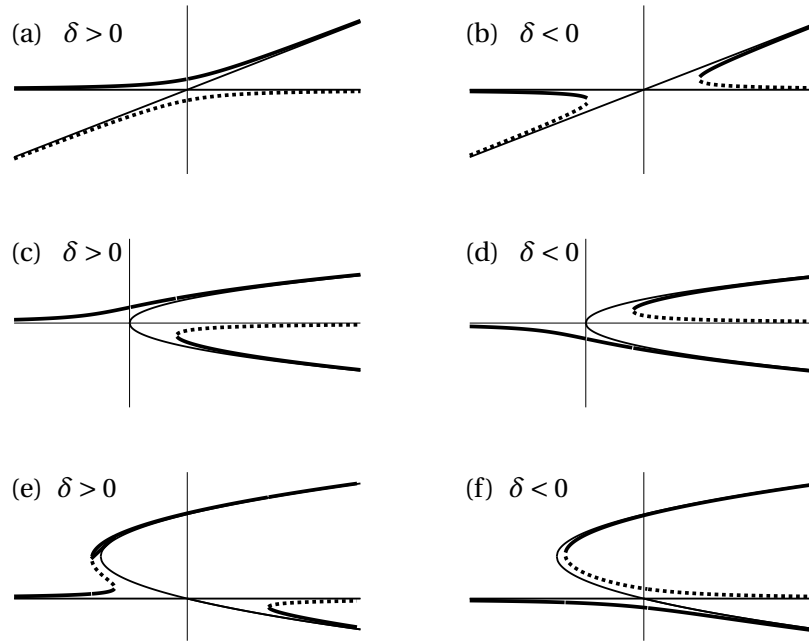 (a) δ > 0
(b) δ < 0
(c) δ > 0
(d) δ < 0
(e) δ > 0
(f) δ < 0